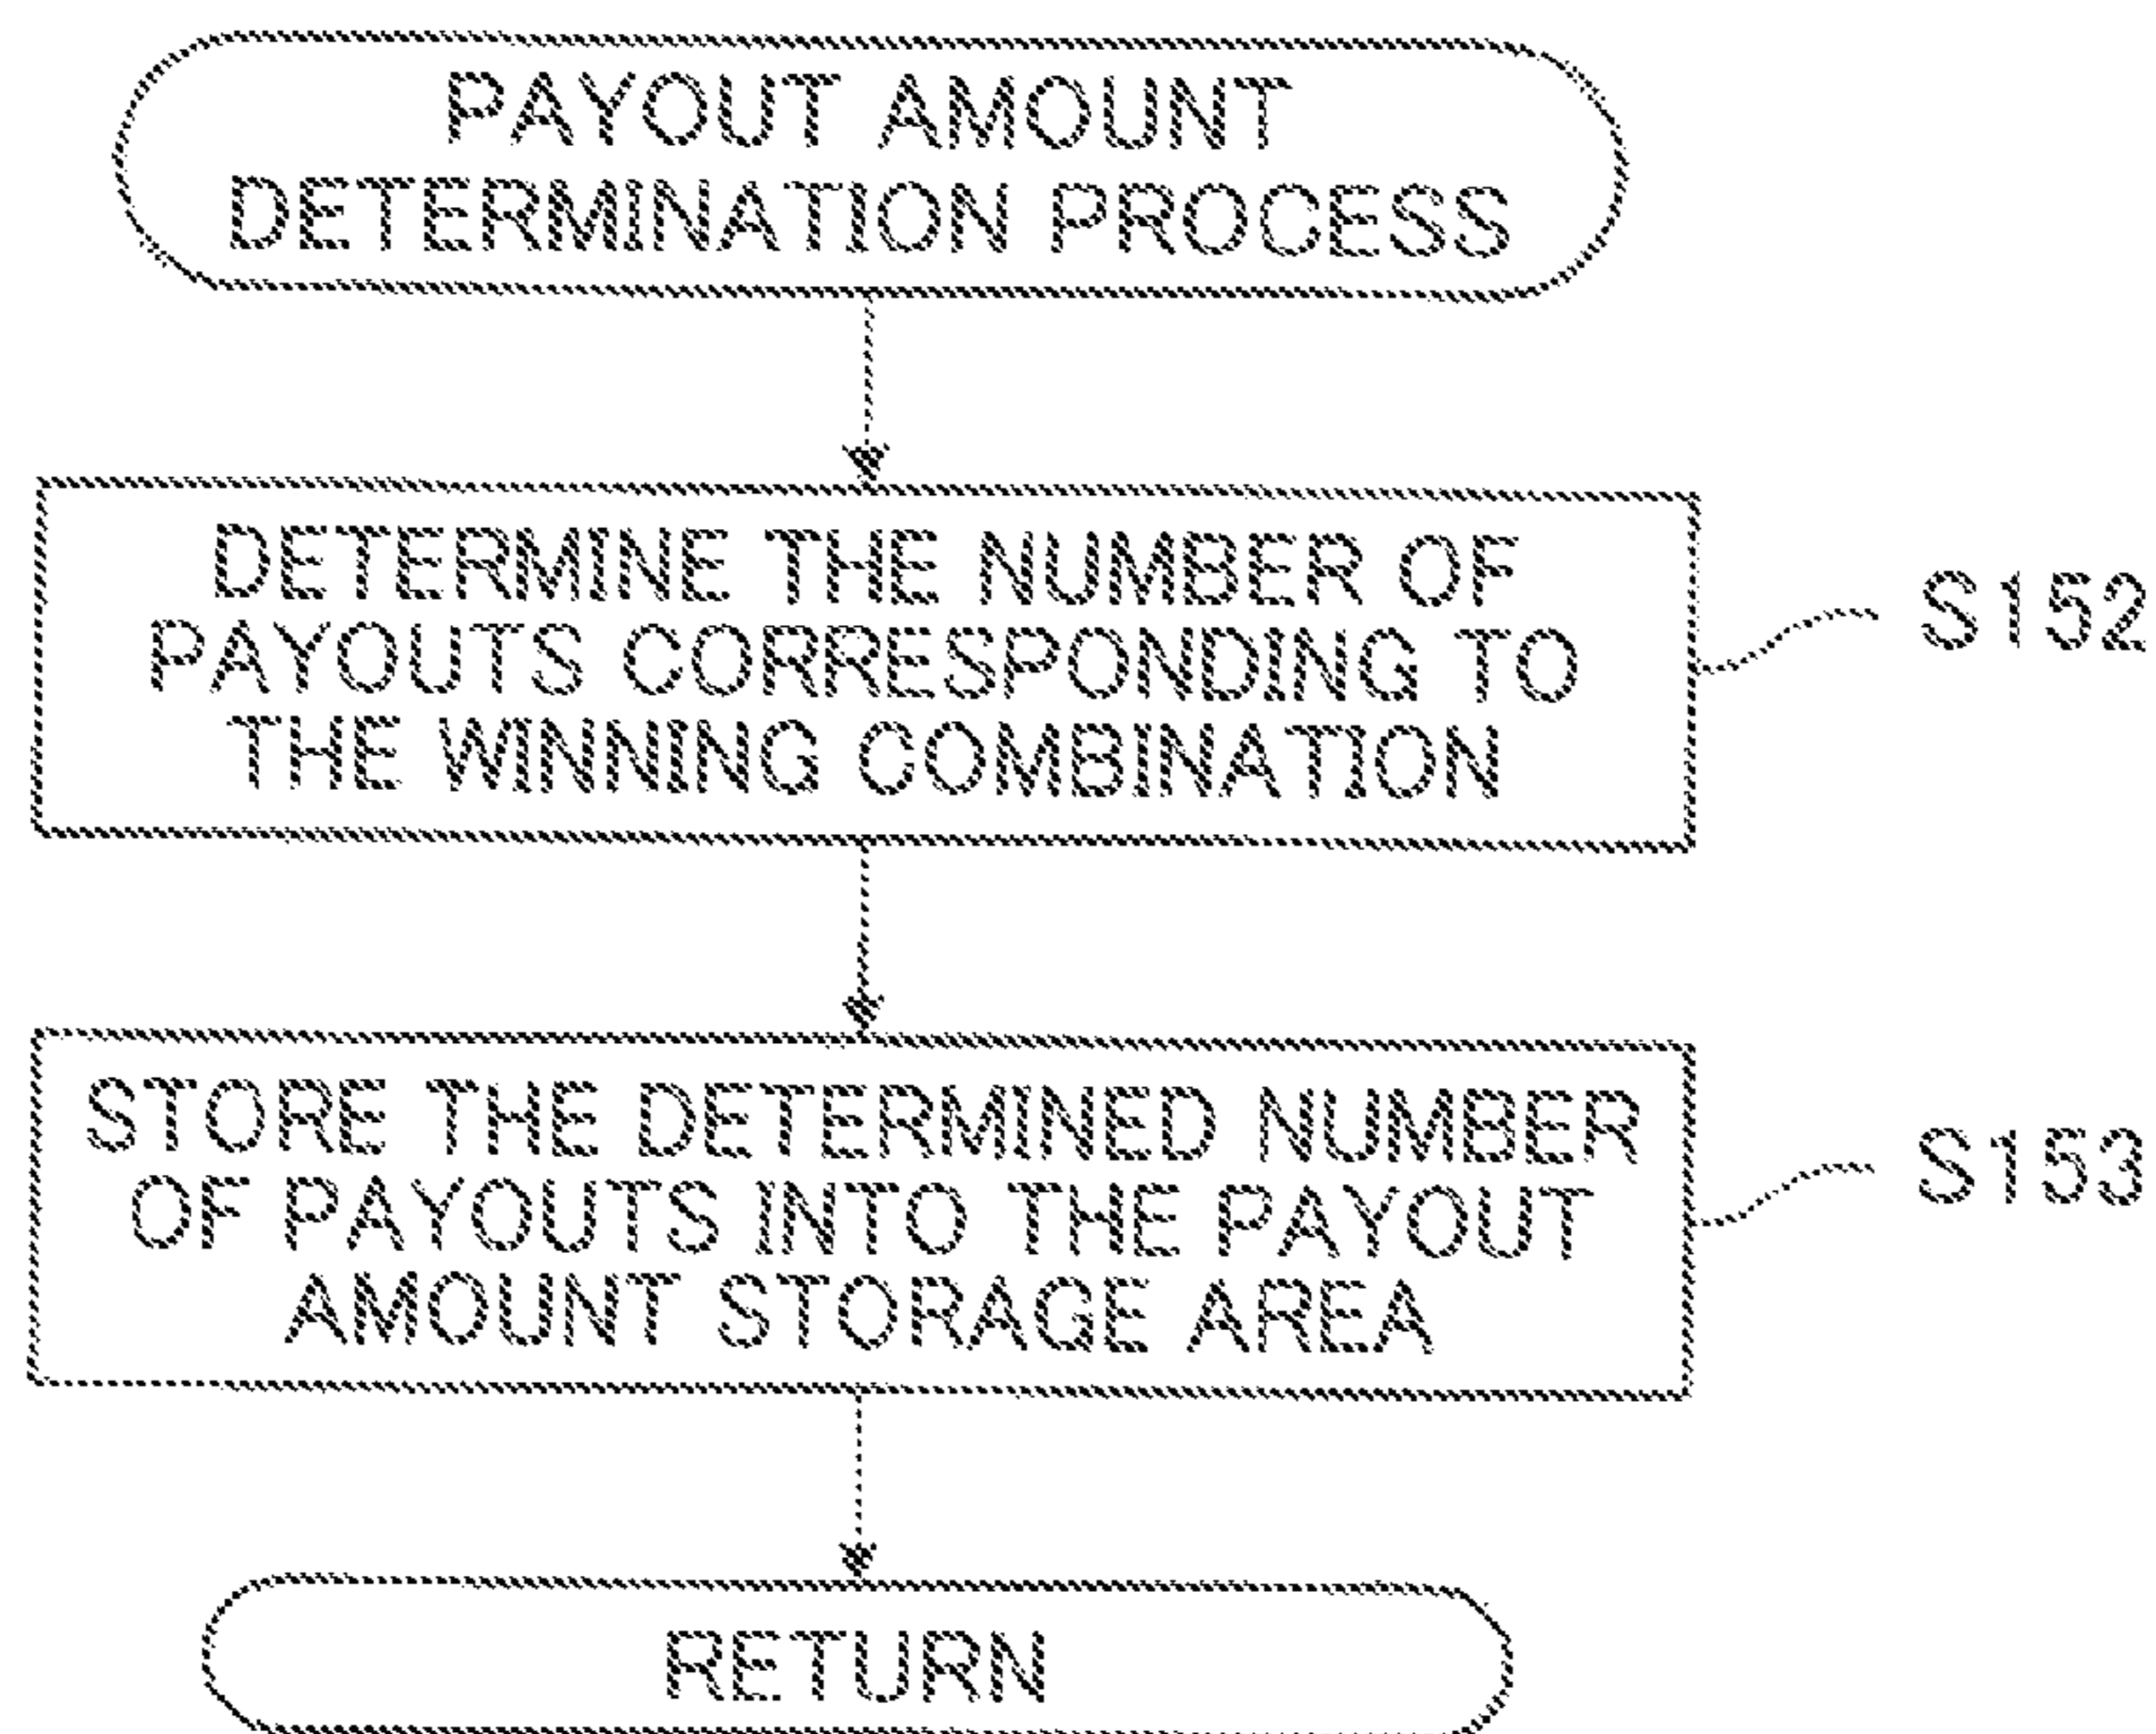 PAYOUT AMOUNT
DETERMINATION PROCESS
DETERMINE THE NUMBER OF
PAYOUTS CORRESPONDING TO
THE WINNING COMBINATION
S152
STORE THE DETERMINED NUMBER
OF PAYOUTS INTO THE PAYOUT
AMOUNT STORAGE AREA
S153
RETURN